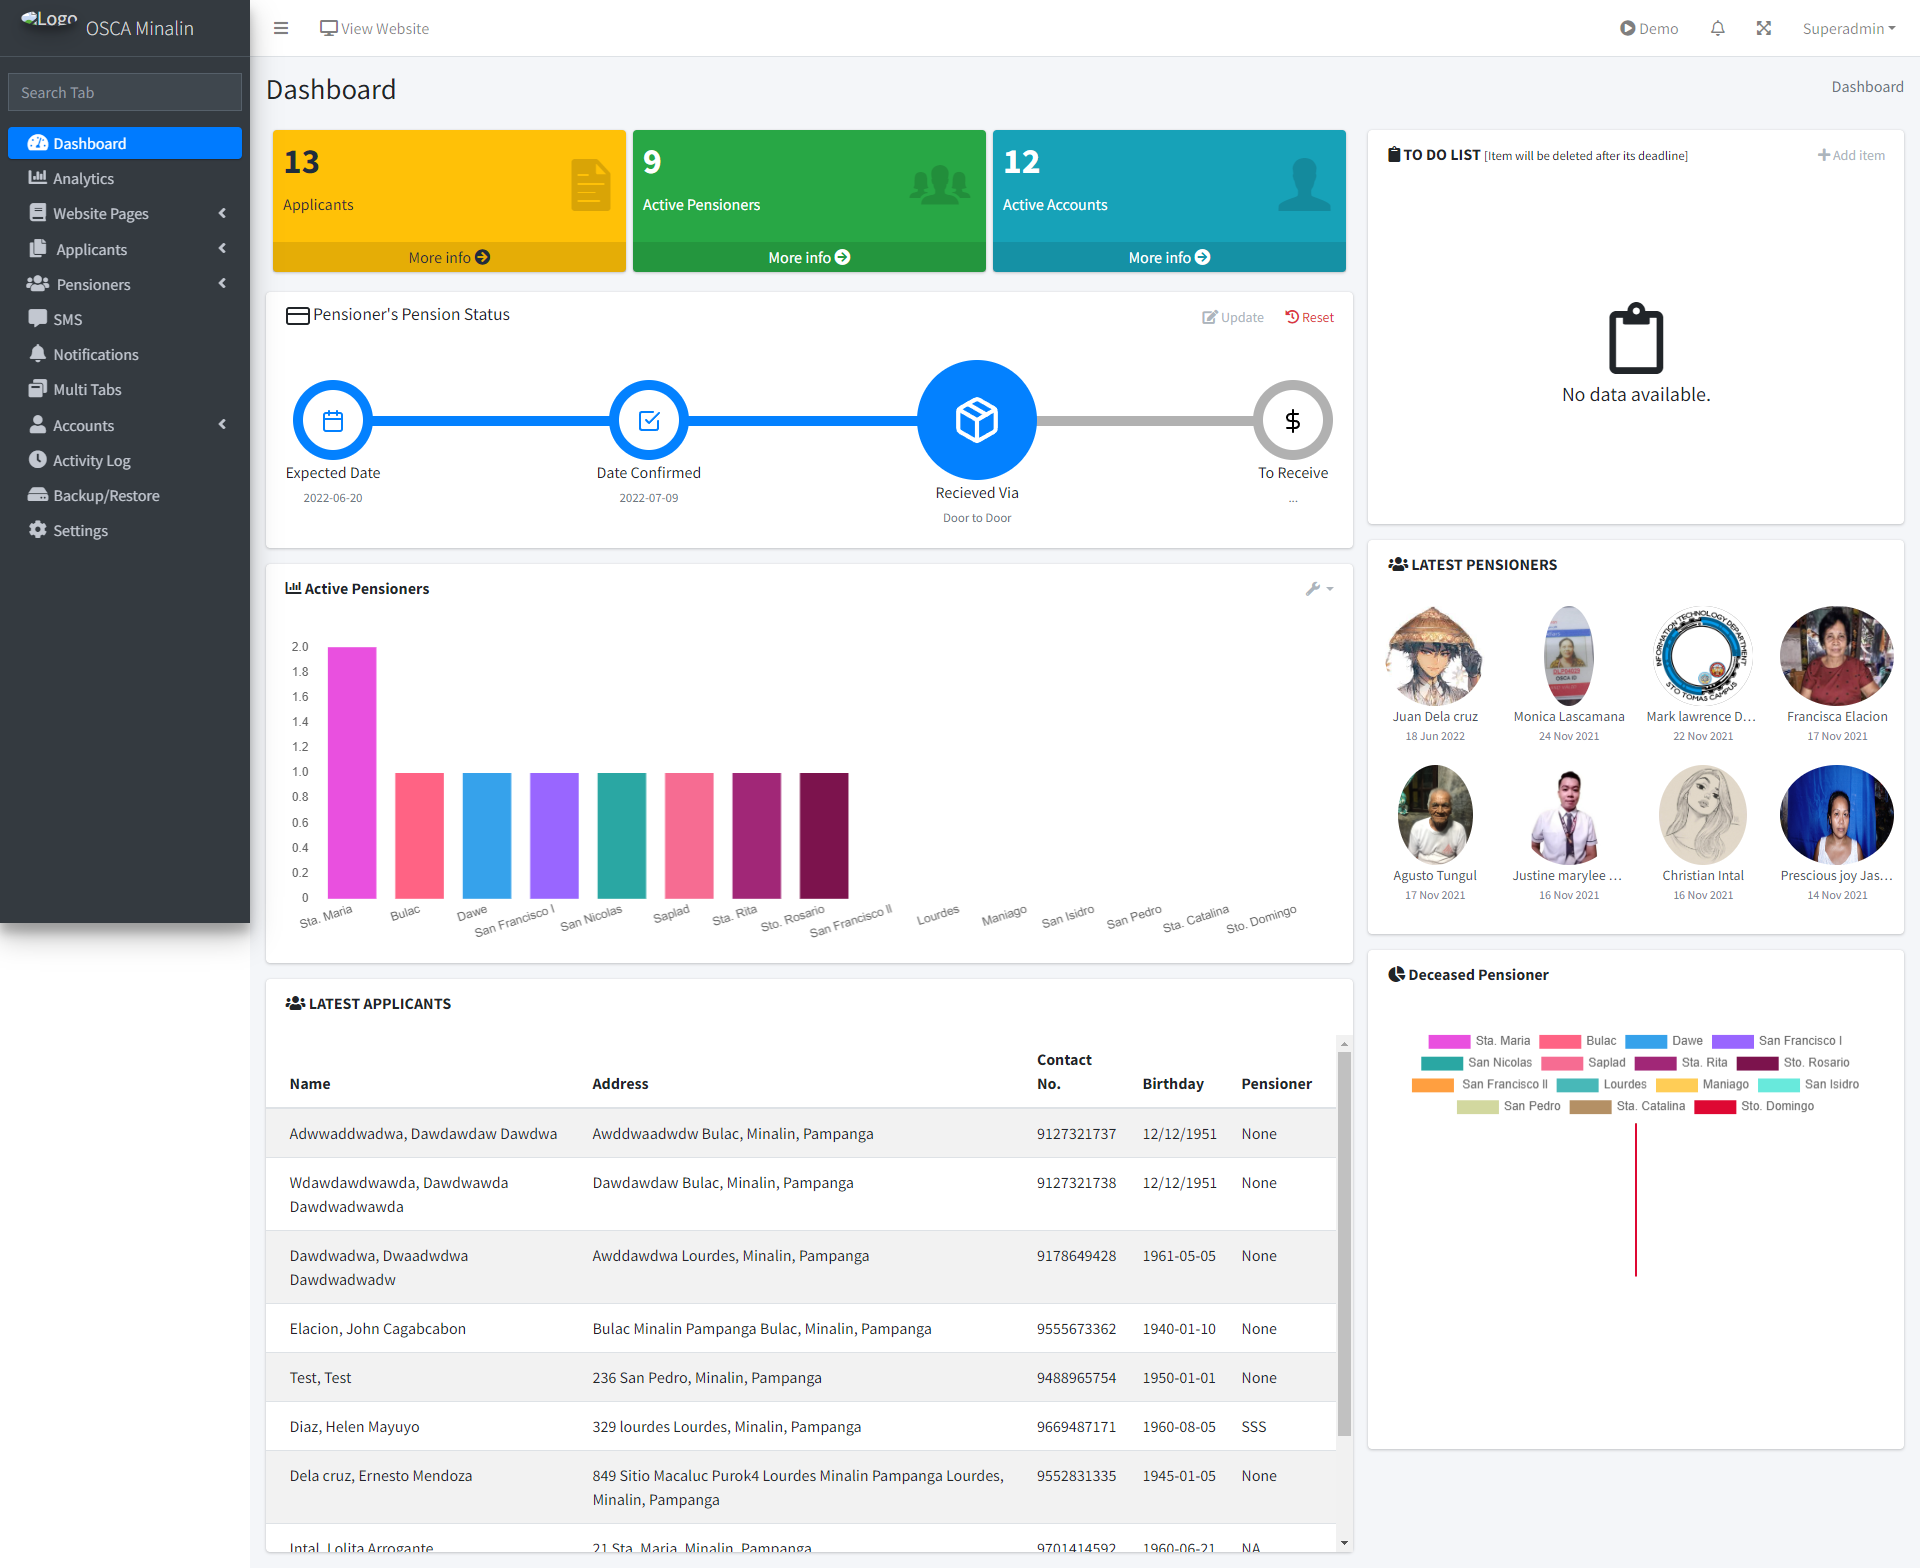 Logo
OSCA Minalin
Search Tab
Dashboard
Analytics
Website Pages
Applicants
Pensioners
SMS
Notifications
Multi Tabs
Accounts
Activity Log
Backup/Restore
Settings
View Website
Demo
Superadmin
Dashboard
Dashboard
13
Applicants
More info
9
Active Pensioners
More info
12
Active Accounts
More info
Pensioner's Pension Status
Update
Reset
Expected Date
2022-06-20
Date Confirmed
2022-07-09
Recieved Via
Door to Door
To Receive
...
Active Pensioners
2.0
1.8
1.6
1.4
1.2
1.0
0.8
0.6
0.4
0.2
0
Sta. Maria
Bulac
Dawe
San Francisco I
San Nicolas
Saplad
Sta. Rita
Sto. Rosario
San Francisco II
Lourdes
Maniago
San Isidro
San Pedro
Sta. Catalina
Sto. Domingo
LATEST APPLICANTS
Name Address Contact No. Birthday Pensioner
Adwwaddwadwa, Dawdawdaw Dawdwa Awddwaadwdw Bulac, Minalin, Pampanga 9127321737 12/12/1951 None
Wdawdawdwawda, Dawdwawda Dawdawdaw Bulac, Minalin, Pampanga 9127321738 12/12/1951 None
Dawdwadwawda
Dawdwadwa, Dwaadwdwa Awddawdwa Lourdes, Minalin, Pampanga 9178649428 1961-05-05 None
Dawdwadwadw
Elacion, John Cagabcabon Bulac Minalin Pampanga Bulac, Minalin, Pampanga 9555673362 1940-01-10 None
Test, Test 236 San Pedro, Minalin, Pampanga 9488965754 1950-01-01 None
Diaz, Helen Mayuyo 329 lourdes Lourdes, Minalin, Pampanga 9669487171 1960-08-05 SSS
Dela cruz, Ernesto Mendoza 849 Sitio Macaluc Purok4 Lourdes Minalin Pampanga Lourdes, 9552831335 1945-01-05 None
Minalin, Pampanga
Intal, Lolita Arrogante 21 Sta. Maria, Minalin, Pampanga 9701414592 1960-06-21 NA
TO DO LIST [Item will be deleted after its deadline]
Add item
No data available.
LATEST PENSIONERS
INFORMATION TECHNOLOGY DEPARTMENT
STO TOMAS CAMPUS
OSCA ID
Juan Dela cruz
18 Jun 2022
Monica Lascamana
24 Nov 2021
Mark lawrence D...
22 Nov 2021
Francisca Elacion
17 Nov 2021
Agusto Tungul
17 Nov 2021
Justine marylee ...
16 Nov 2021
Christian Intal
16 Nov 2021
Prescious joy Jas...
14 Nov 2021
Deceased Pensioner
Sta. Maria Bulac Dawe San Francisco I
San Nicolas Saplad Sta. Rita Sto. Rosario
San Francisco II Lourdes Maniago San Isidro
San Pedro Sta. Catalina Sto. Domingo